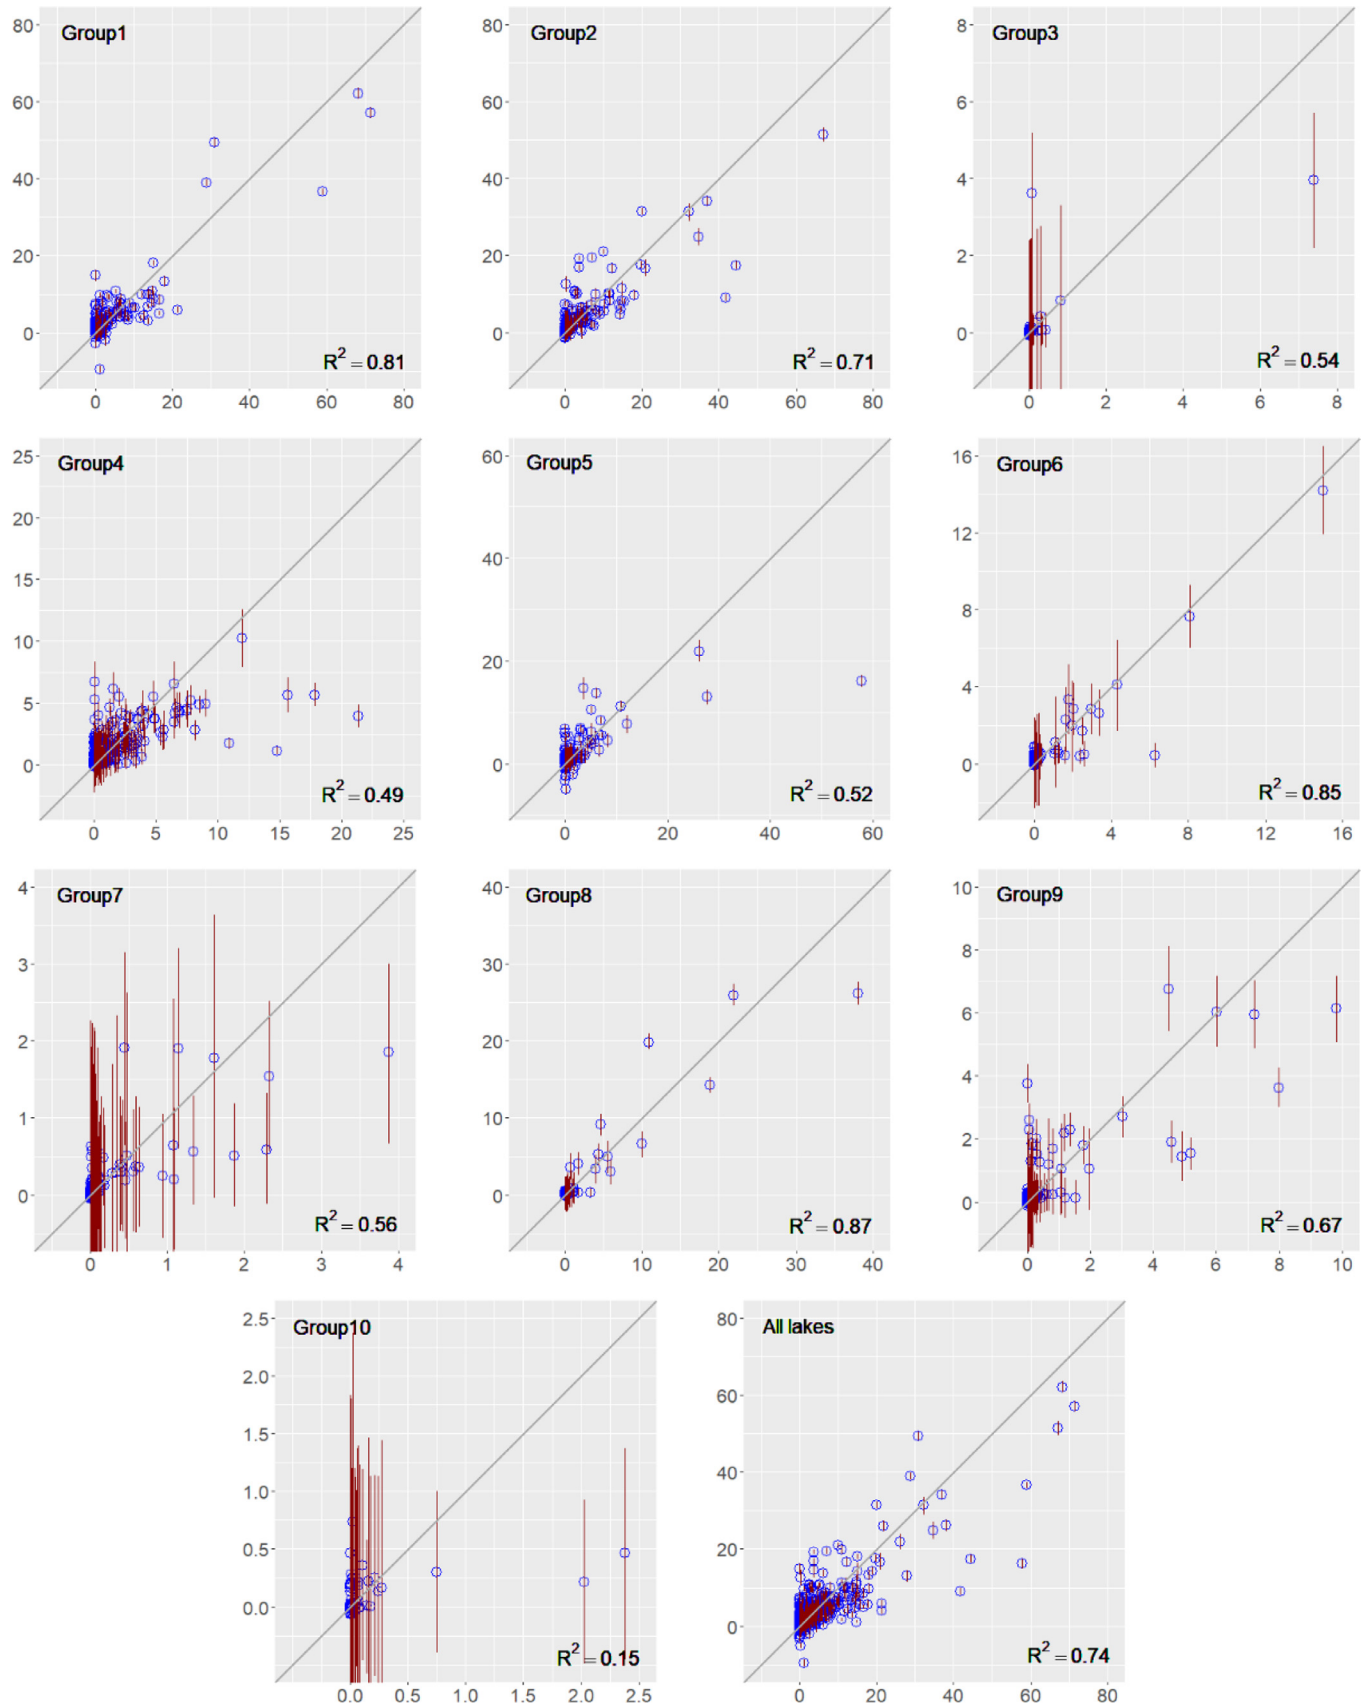 Group1
80
60
40
20
0
R² = 0.81
0 20 40 60 80
Group2
80
60
40
20
0
R² = 0.71
0 20 40 60 80
Group3
8
6
4
2
0
R² = 0.54
0 2 4 6 8
Group4
25
20
15
10
5
0
R² = 0.49
0 5 10 15 20 25
Group5
60
40
20
0
R² = 0.52
0 20 40 60
Group6
16
12
8
4
0
R² = 0.85
0 4 8 12 16
Group7
4
3
2
1
0
R² = 0.56
0 1 2 3 4
Group8
40
30
20
10
0
R² = 0.87
0 10 20 30 40
Group9
10
8
6
4
2
0
R² = 0.67
0 2 4 6 8 10
Group10
2.5
2.0
1.5
1.0
0.5
0.0
R² = 0.15
0.0 0.5 1.0 1.5 2.0 2.5
All lakes
80
60
40
20
0
R² = 0.74
0 20 40 60 80